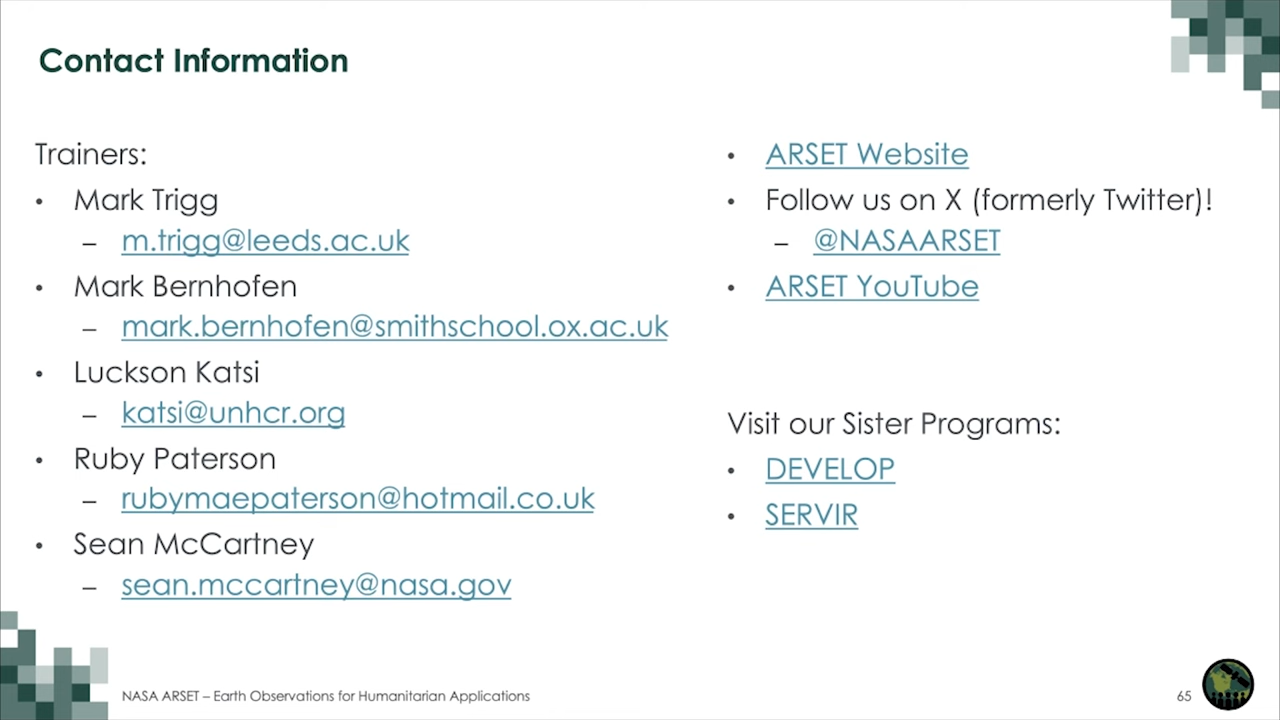 Contact Information
Trainers:
• Mark Trigg
– m.trigg@leeds.ac.uk
• Mark Bernhofen
– mark.bernhofen@smithschool.ox.ac.uk
• Luckson Katsi
– katsi@unhcr.org
• Ruby Paterson
– rubymaepaterson@hotmail.co.uk
• Sean McCartney
– sean.mccartney@nasa.gov
• ARSET Website
• Follow us on X (formerly Twitter)!
– @NASAARSET
• ARSET YouTube
Visit our Sister Programs:
• DEVELOP
• SERVIR
NASA ARSET – Earth Observations for Humanitarian Applications
65